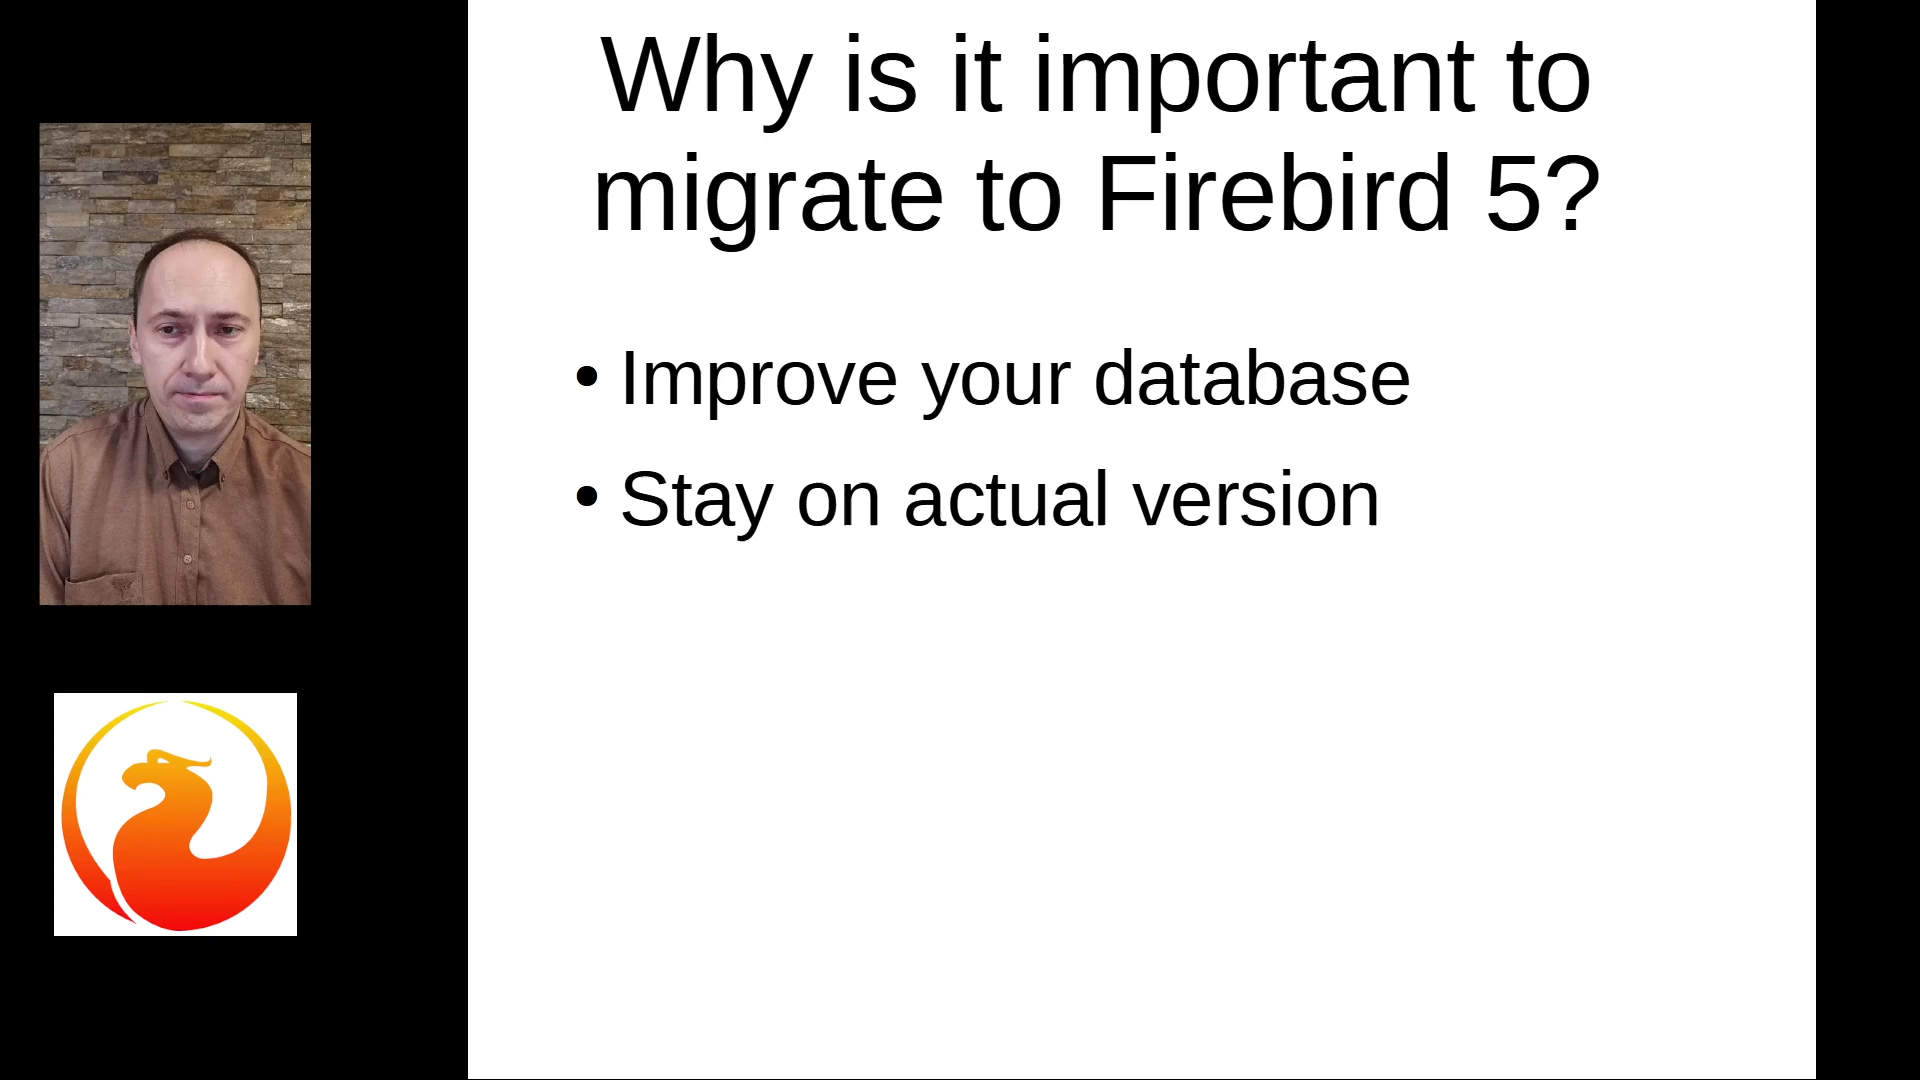 Why is it important to
migrate to Firebird 5?
• Improve your database
• Stay on actual version